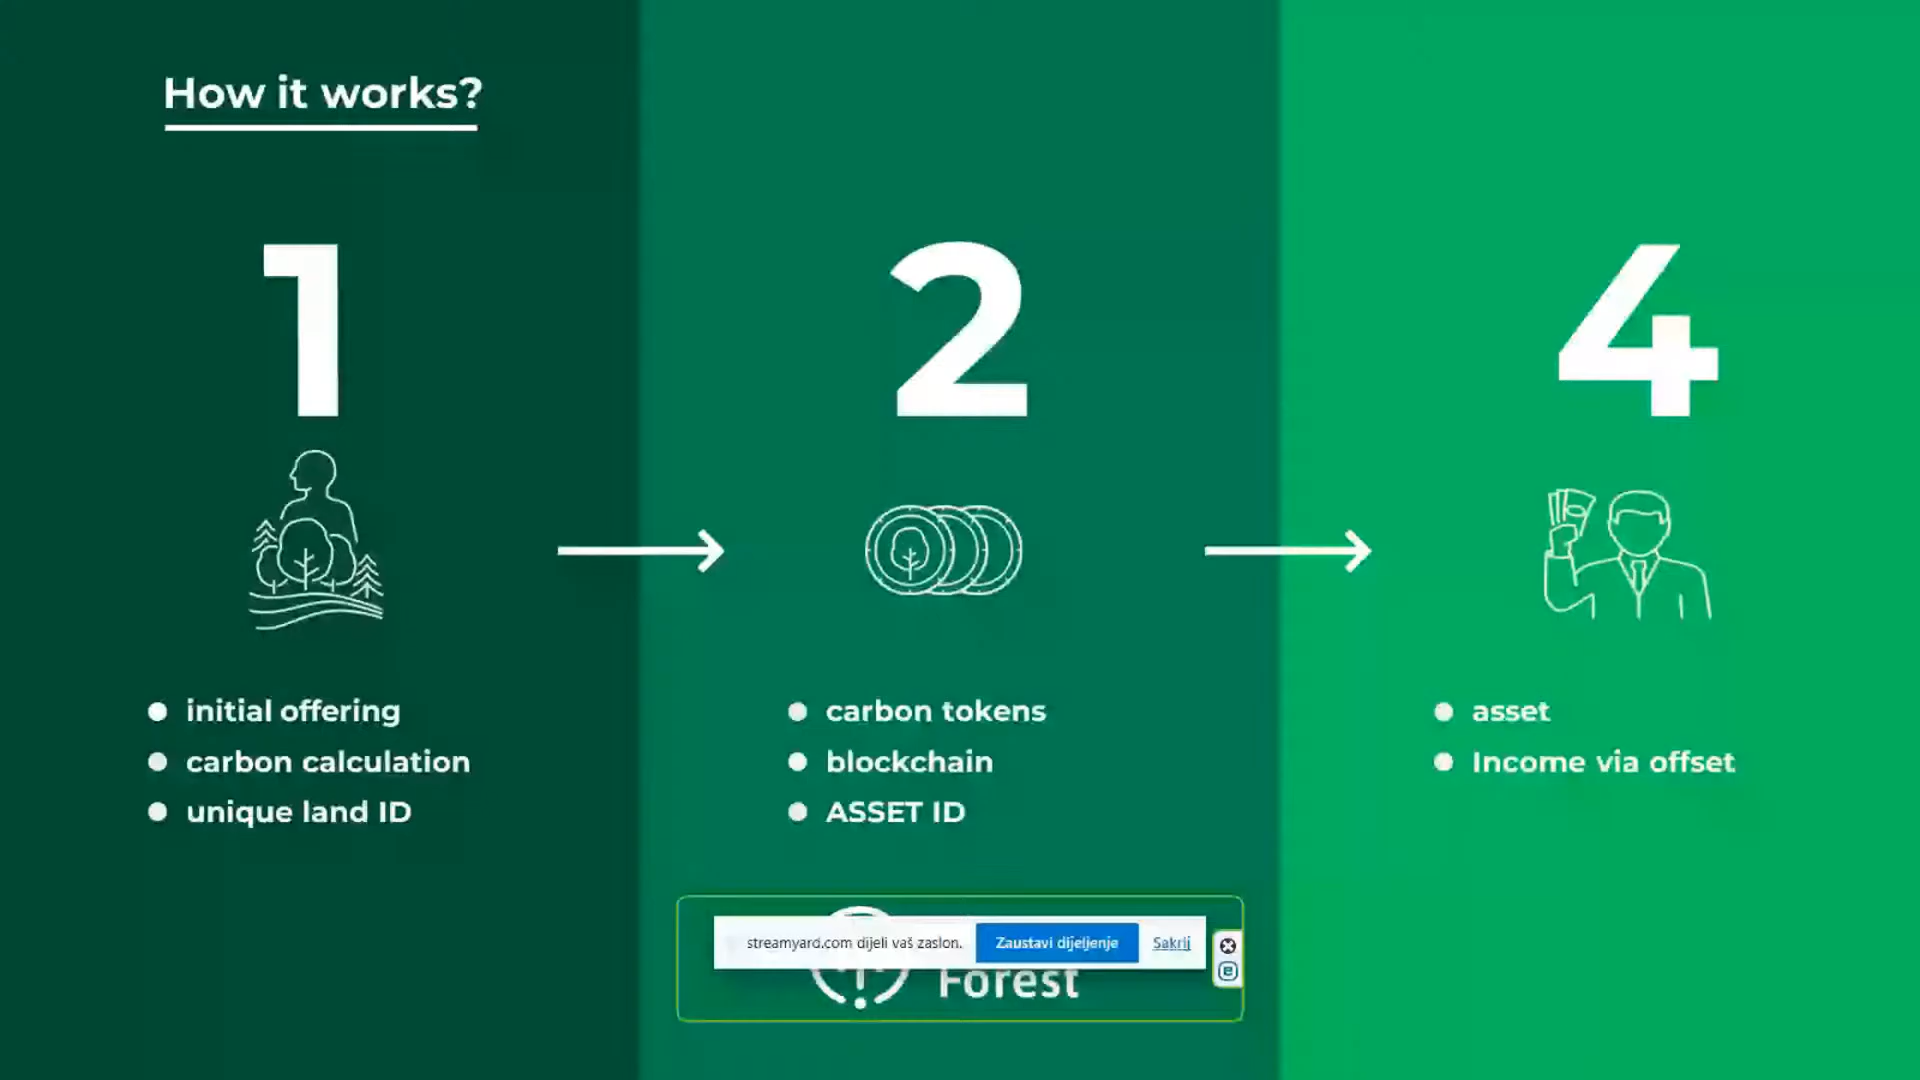 How it works?
1
2
4
initial offering
carbon calculation
unique land ID
carbon tokens
blockchain
ASSET ID
asset
Income via offset
streamyard.com dijeli vaš zaslon.
Zaustavi dijeljenje
Sakrij
Forest